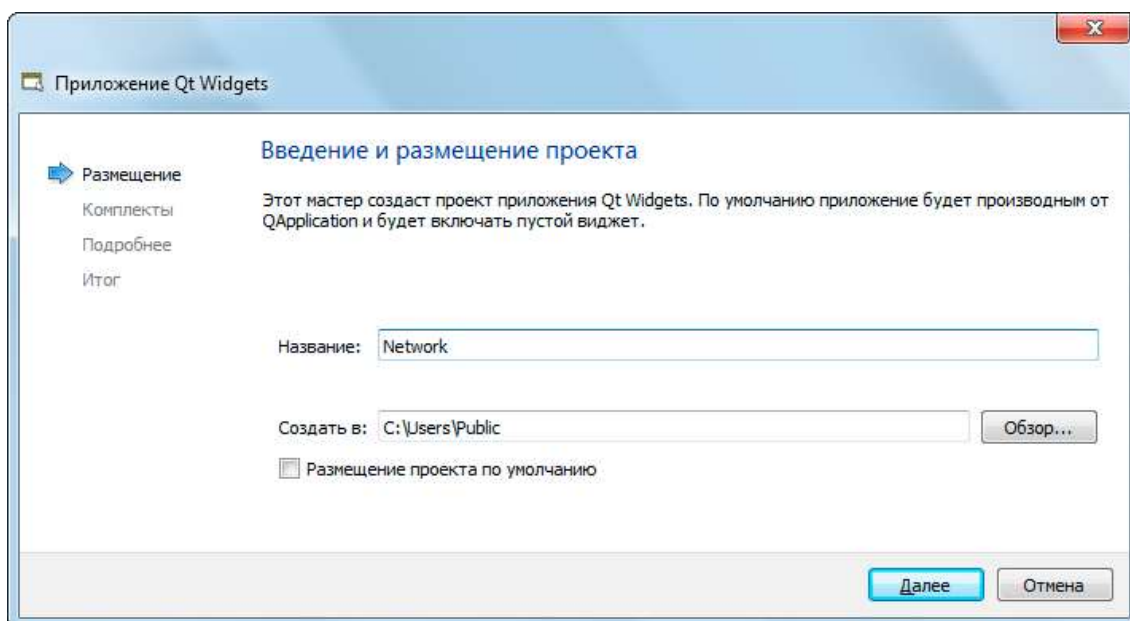 Приложение Qt Widgets
Размещение
Комплекты
Подробнее
Итог
Введение и размещение проекта
Этот мастер создаст проект приложения Qt Widgets. По умолчанию приложение будет производным от
QApplication и будет включать пустой виджет.
Название: Network
Создать в: C:\Users\Public Обзор...
Размещение проекта по умолчанию
Далее Отмена